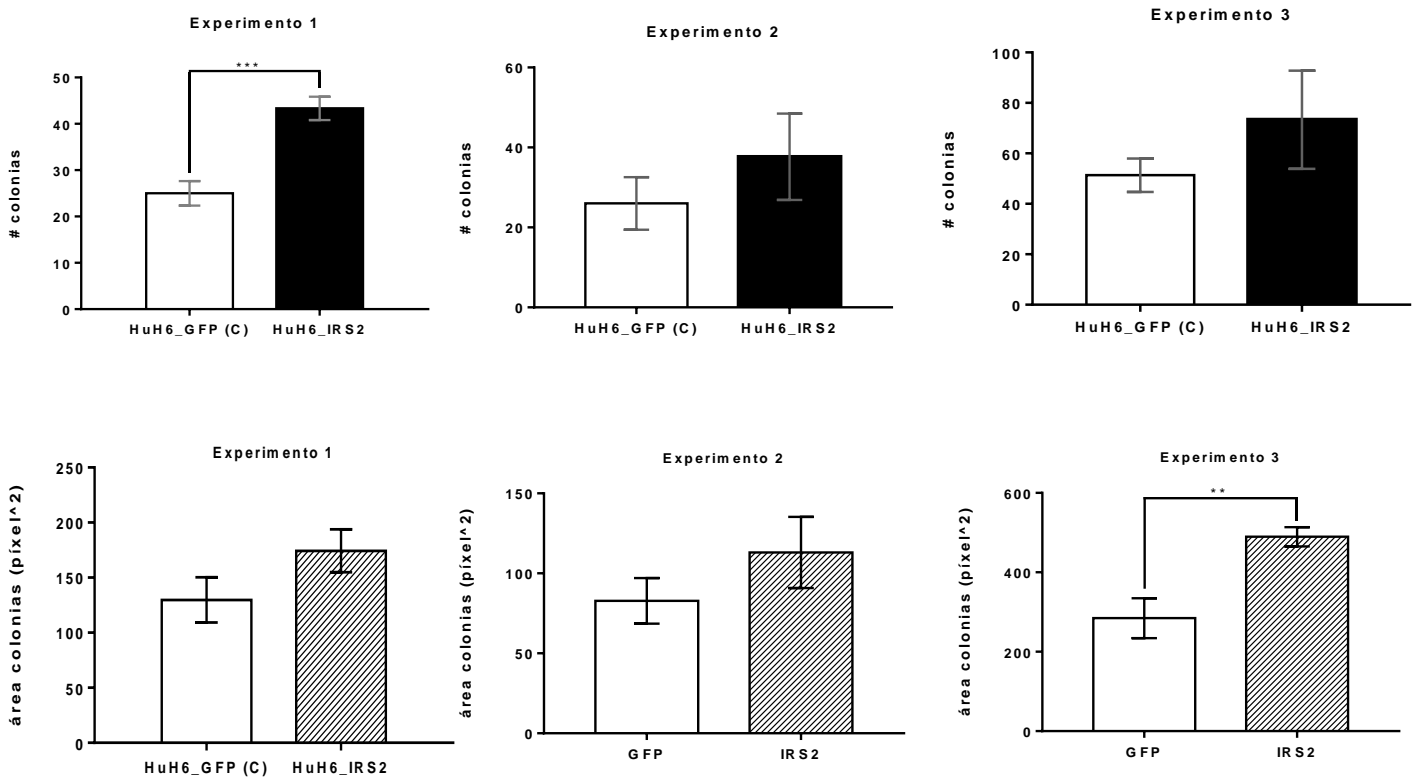 Experimento 1
***
# colonias
50
40
30
20
10
0
HuH6_GFP (C) HuH6_IRS2
Experimento 2
# colonias
60
40
20
0
HuH6_GFP (C) HuH6_IRS2
Experimento 3
# colonias
100
80
60
40
20
0
HuH6_GFP (C) HuH6_IRS2
Experimento 1
área colonias (píxel^2)
250
200
150
100
50
0
HuH6_GFP (C) HuH6_IRS2
Experimento 2
área colonias (píxel^2)
150
100
50
0
GFP IRS2
Experimento 3
**
área colonias (píxel^2)
600
400
200
0
GFP IRS2